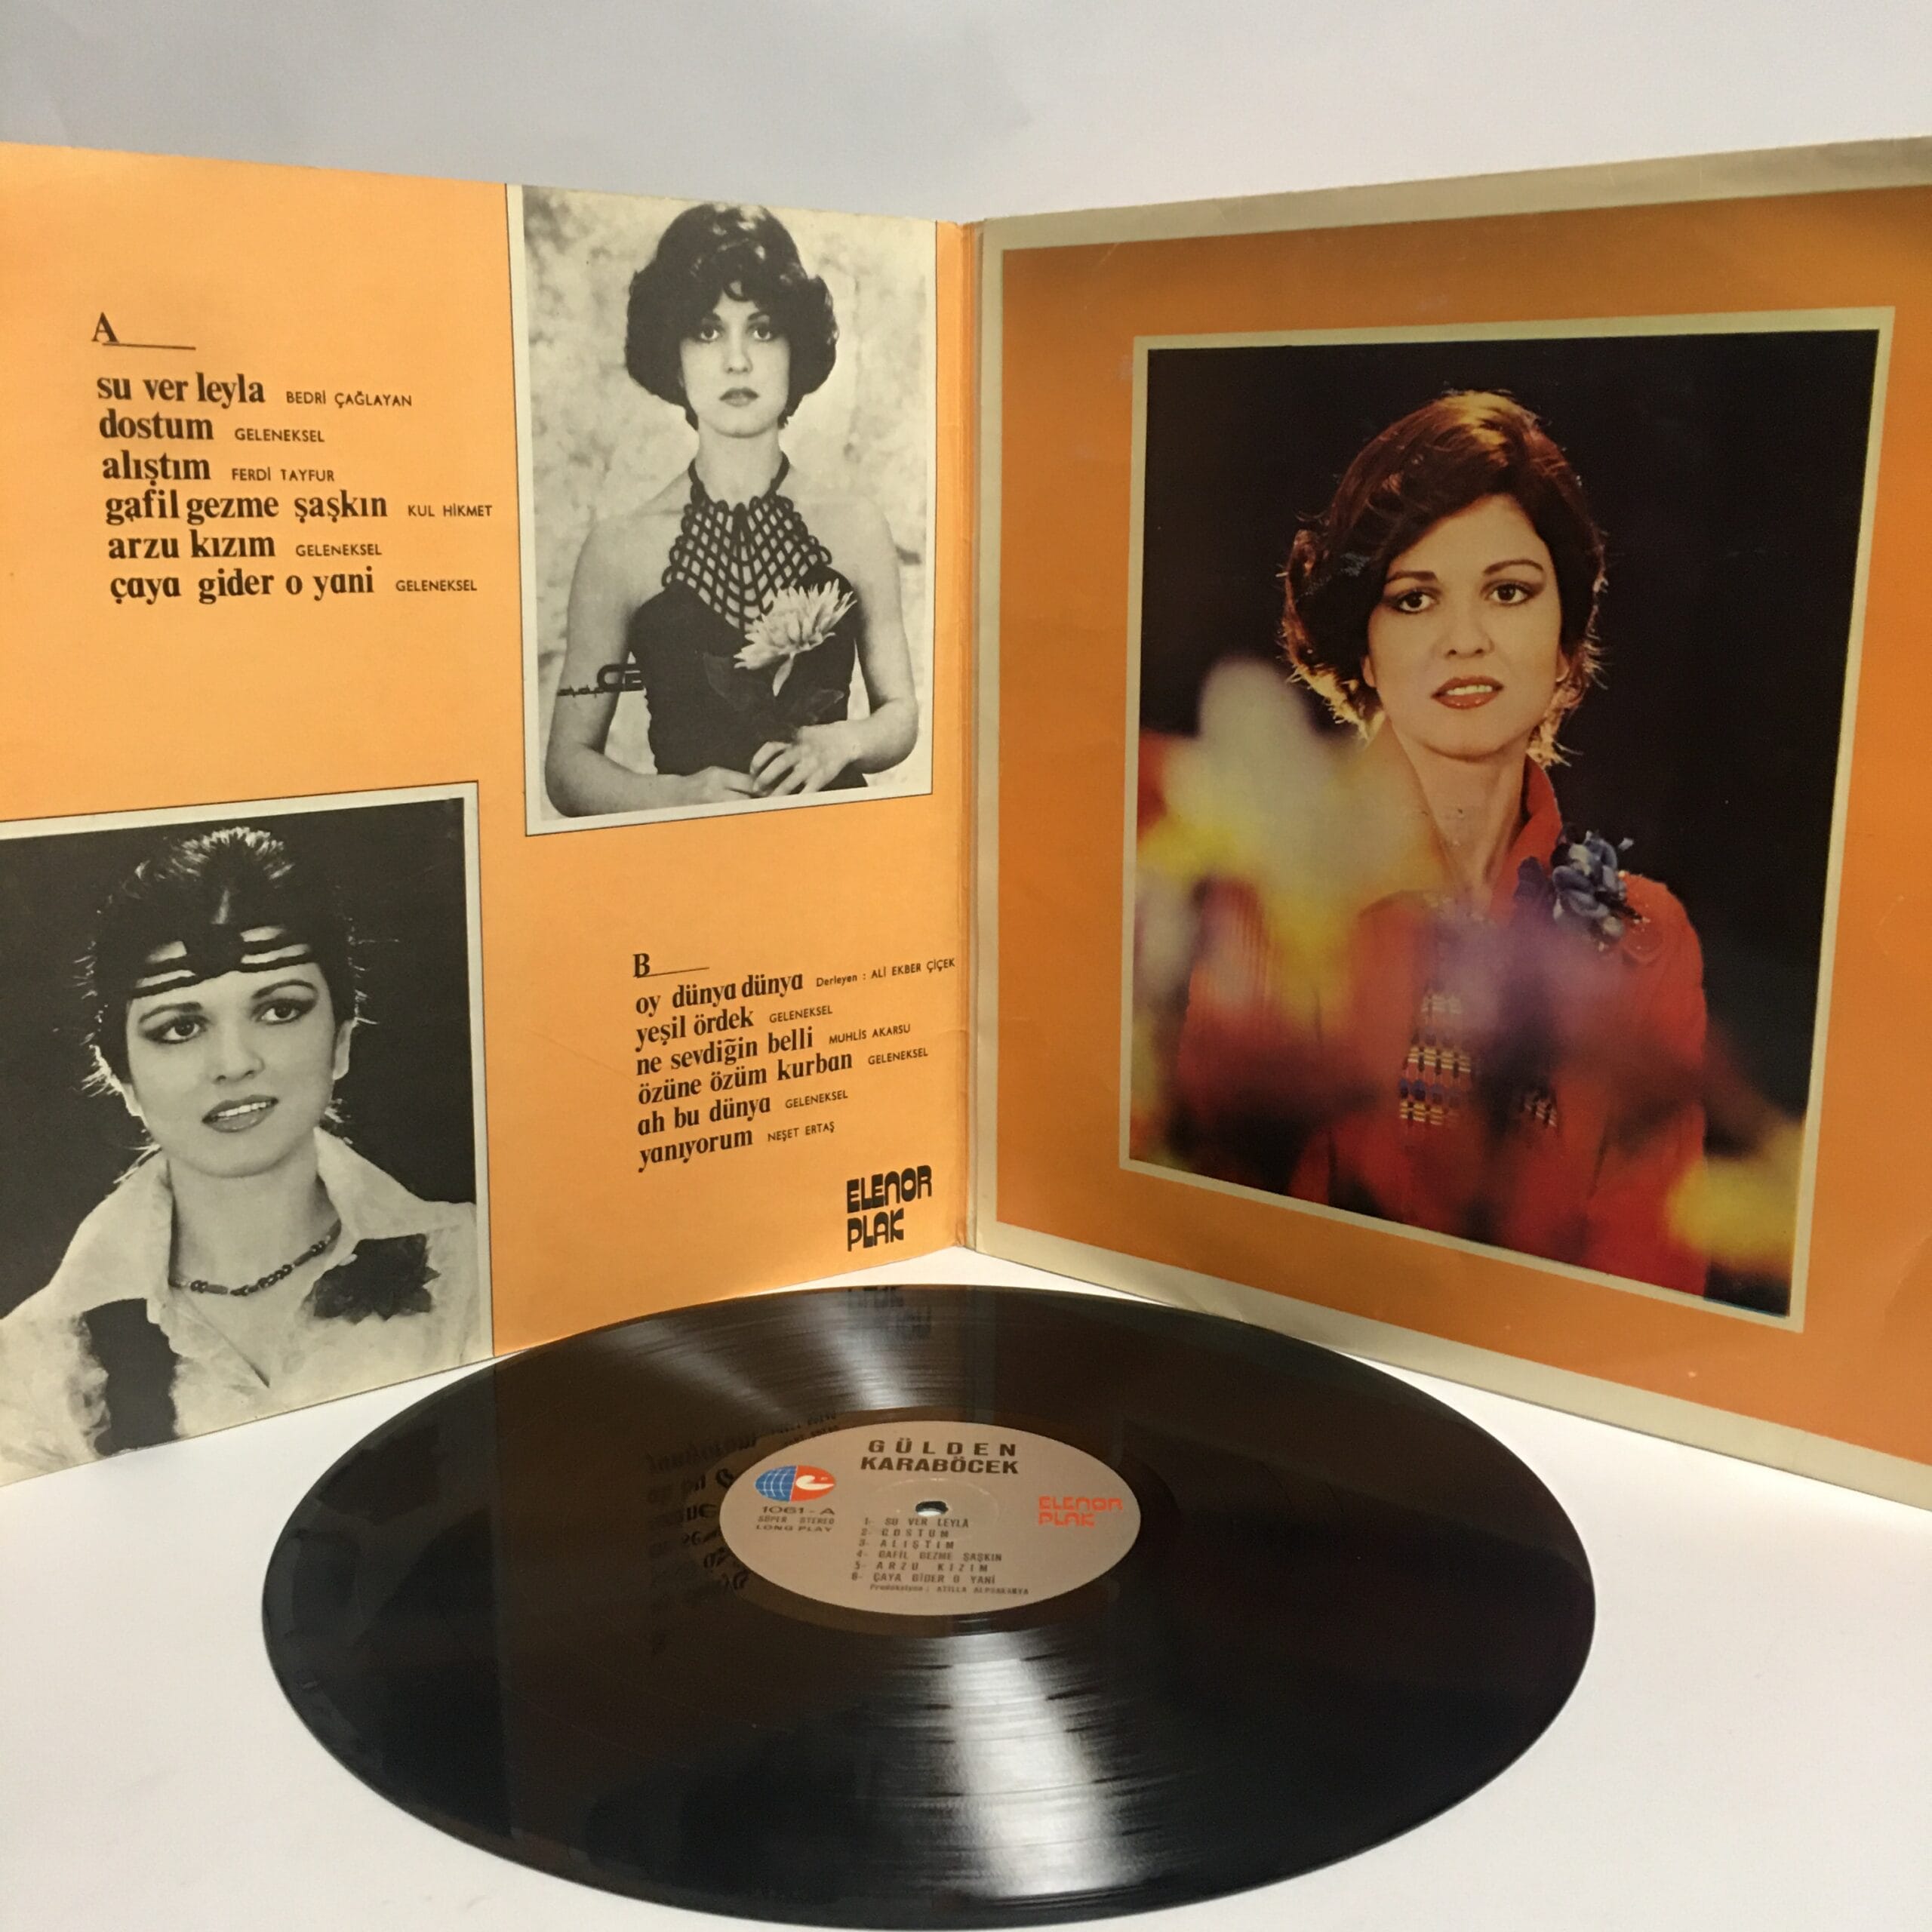 A
su ver leyla BEDRİ ÇAĞLAYAN
dostum GELENEKSEL
alıştım FERDİ TAYFUR
gafil gezme şaşkın KUL HİKMET
arzu kızım GELENEKSEL
çaya gider o yani GELENEKSEL
B
oy dünya dünya Derleyen : ALİ EKBER ÇİÇEK
yeşil ördek GELENEKSEL
ne sevdiğin belli MUHLİS AKARSU
özüne özüm kurban GELENEKSEL
ah bu dünya GELENEKSEL
yanıyorum NEŞET ERTAŞ
ELENOR
PLAK
GÜLDEN
KARABÖCEK
1061-A
SUPER STEREO
LONG PLAY
ELENOR
PLAK
1- SU VER LEYLÂ
2- DOSTUM
3- ALIŞTIM
4- GAFİL GEZME ŞAŞKIN
5- ARZU KIZIM
6- ÇAYA GİDER O YANİ
ATİLLA